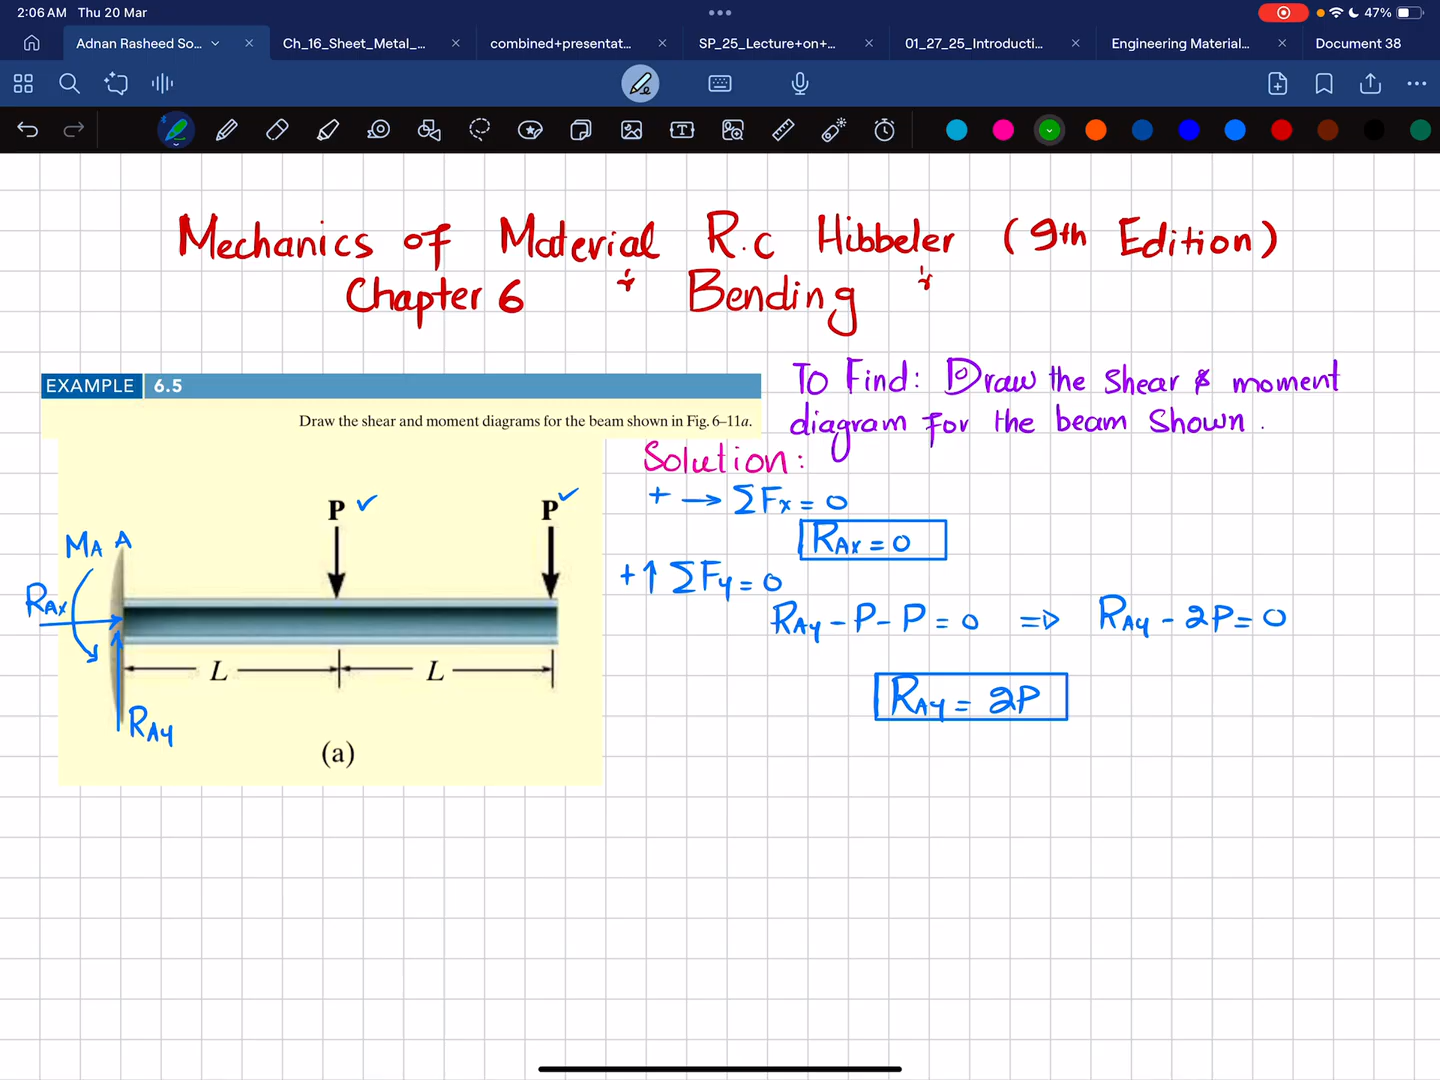 2:06 AM Thu 20 Mar
47%
Adnan Rasheed So...
Ch_16_Sheet_Metal_...
combined+presentat...
SP_25_Lecture+on+...
01_27_25_Introducti...
Engineering Material...
Document 38
Mechanics of Material R.c Hibbeler (9th Edition)
Chapter 6 Bending
EXAMPLE 6.5
Draw the shear and moment diagrams for the beam shown in Fig. 6–11a.
To Find: Draw the shear & moment
diagram for the beam shown.
Solution:
+ → ΣFx = 0
RAx = 0
+↑ ΣFy = 0
RAy - P - P = 0 ⇒ RAy - 2P = 0
RAy = 2P
P ✓ P ✓
MA A
RAx
L L
RAy
(a)